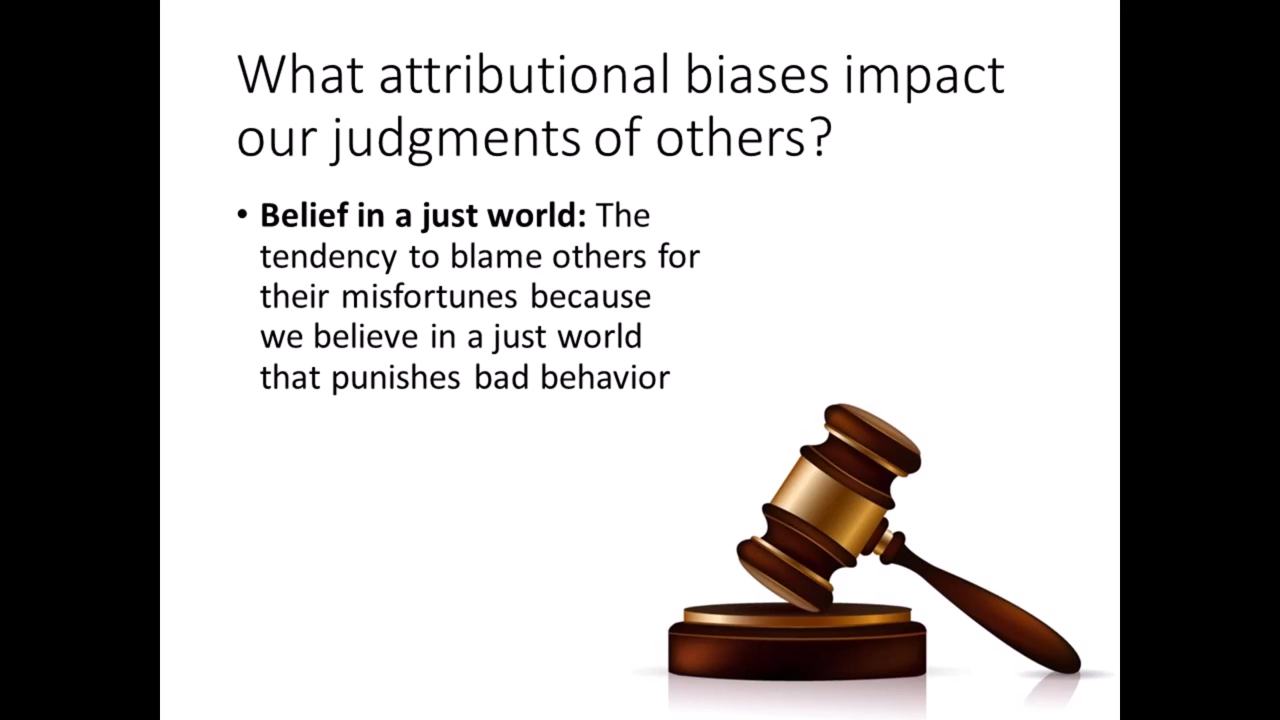 What attributional biases impact
our judgments of others?
• Belief in a just world: The
tendency to blame others for
their misfortunes because
we believe in a just world
that punishes bad behavior